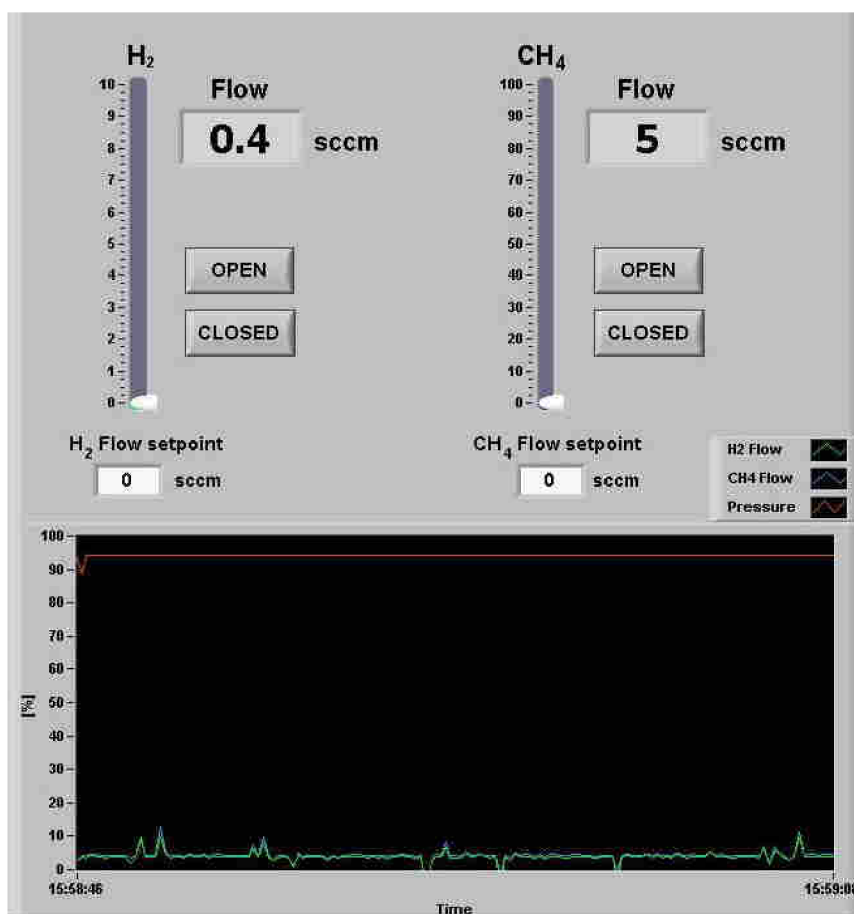 H₂
CH₄
Flow
Flow
0.4 sccm
5 sccm
10
9
8
7
6
5
4
3
2
1
0
100
90
80
70
60
50
40
30
20
10
0
OPEN
OPEN
CLOSED
CLOSED
H₂ Flow setpoint
0 sccm
CH₄ Flow setpoint
0 sccm
H2 Flow
CH4 Flow
Pressure
100
90
80
70
60
50
40
30
20
10
0
[%]
15:58:46
15:59:08
Time